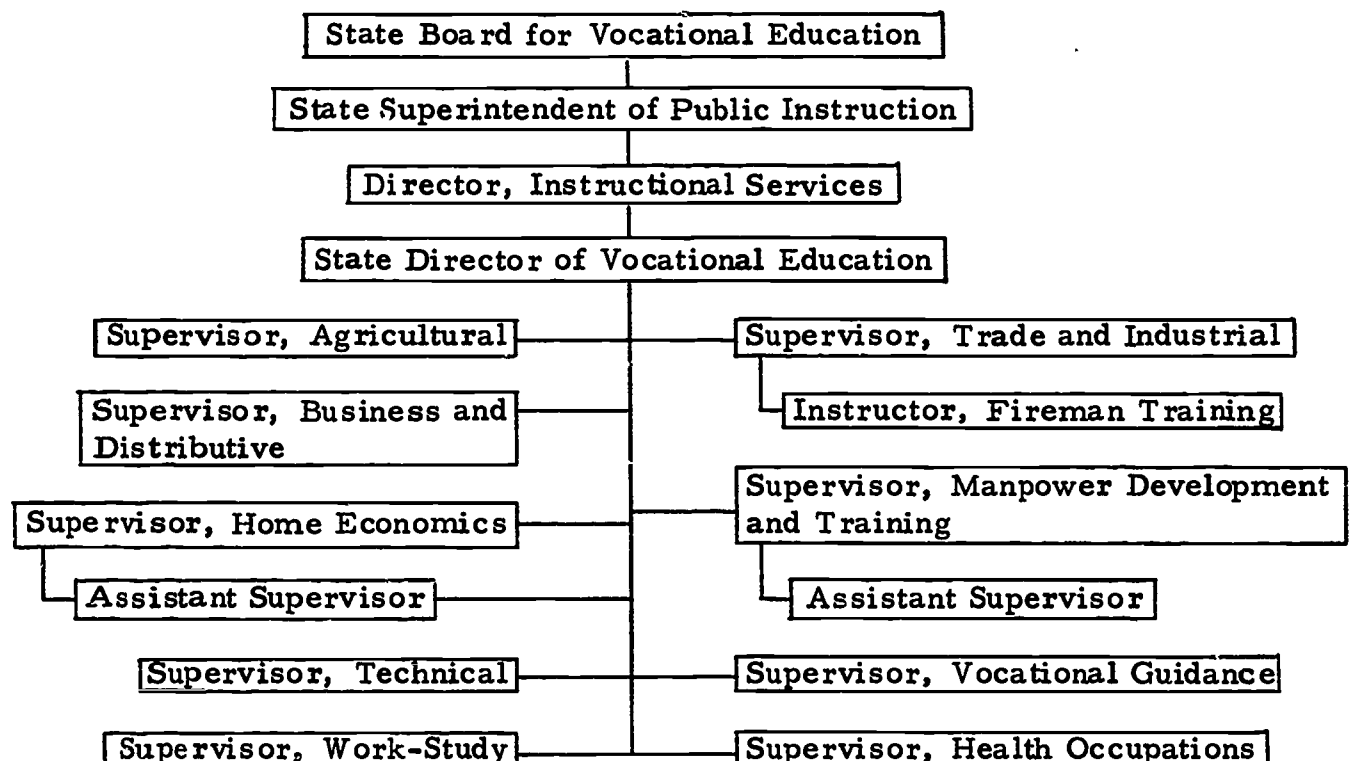 State Board for Vocational Education
State Superintendent of Public Instruction
Director, Instructional Services
State Director of Vocational Education
Supervisor, Agricultural
Supervisor, Trade and Industrial
Supervisor, Business and
Distributive
Instructor, Fireman Training
Supervisor, Manpower Development
and Training
Supervisor, Home Economics
Assistant Supervisor
Assistant Supervisor
Supervisor, Technical
Supervisor, Vocational Guidance
Supervisor, Work-Study
Supervisor, Health Occupations